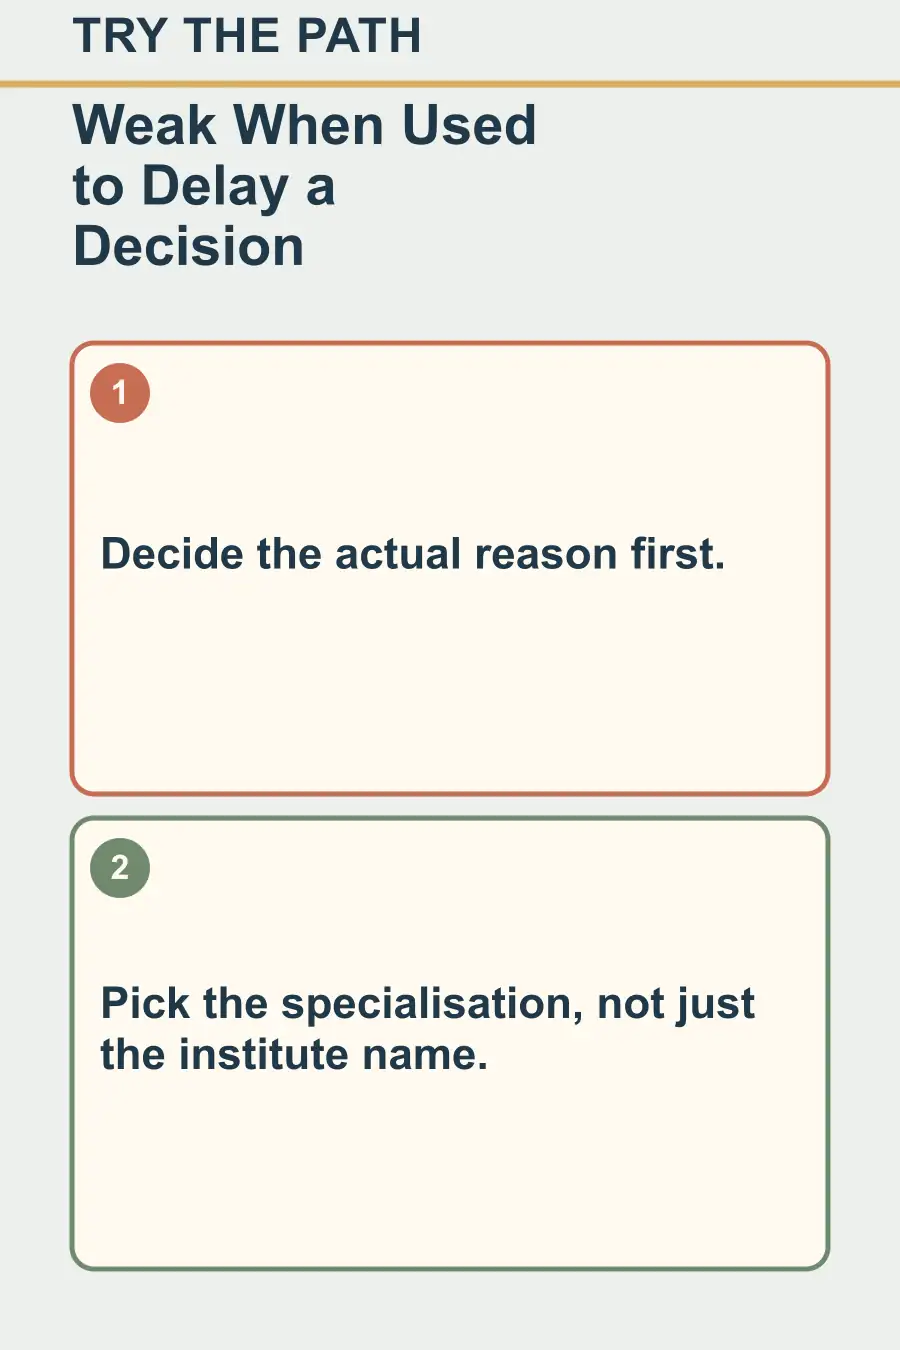 TRY THE PATH
Weak When Used
to Delay a
Decision
1
Decide the actual reason first.
2
Pick the specialisation, not just
the institute name.